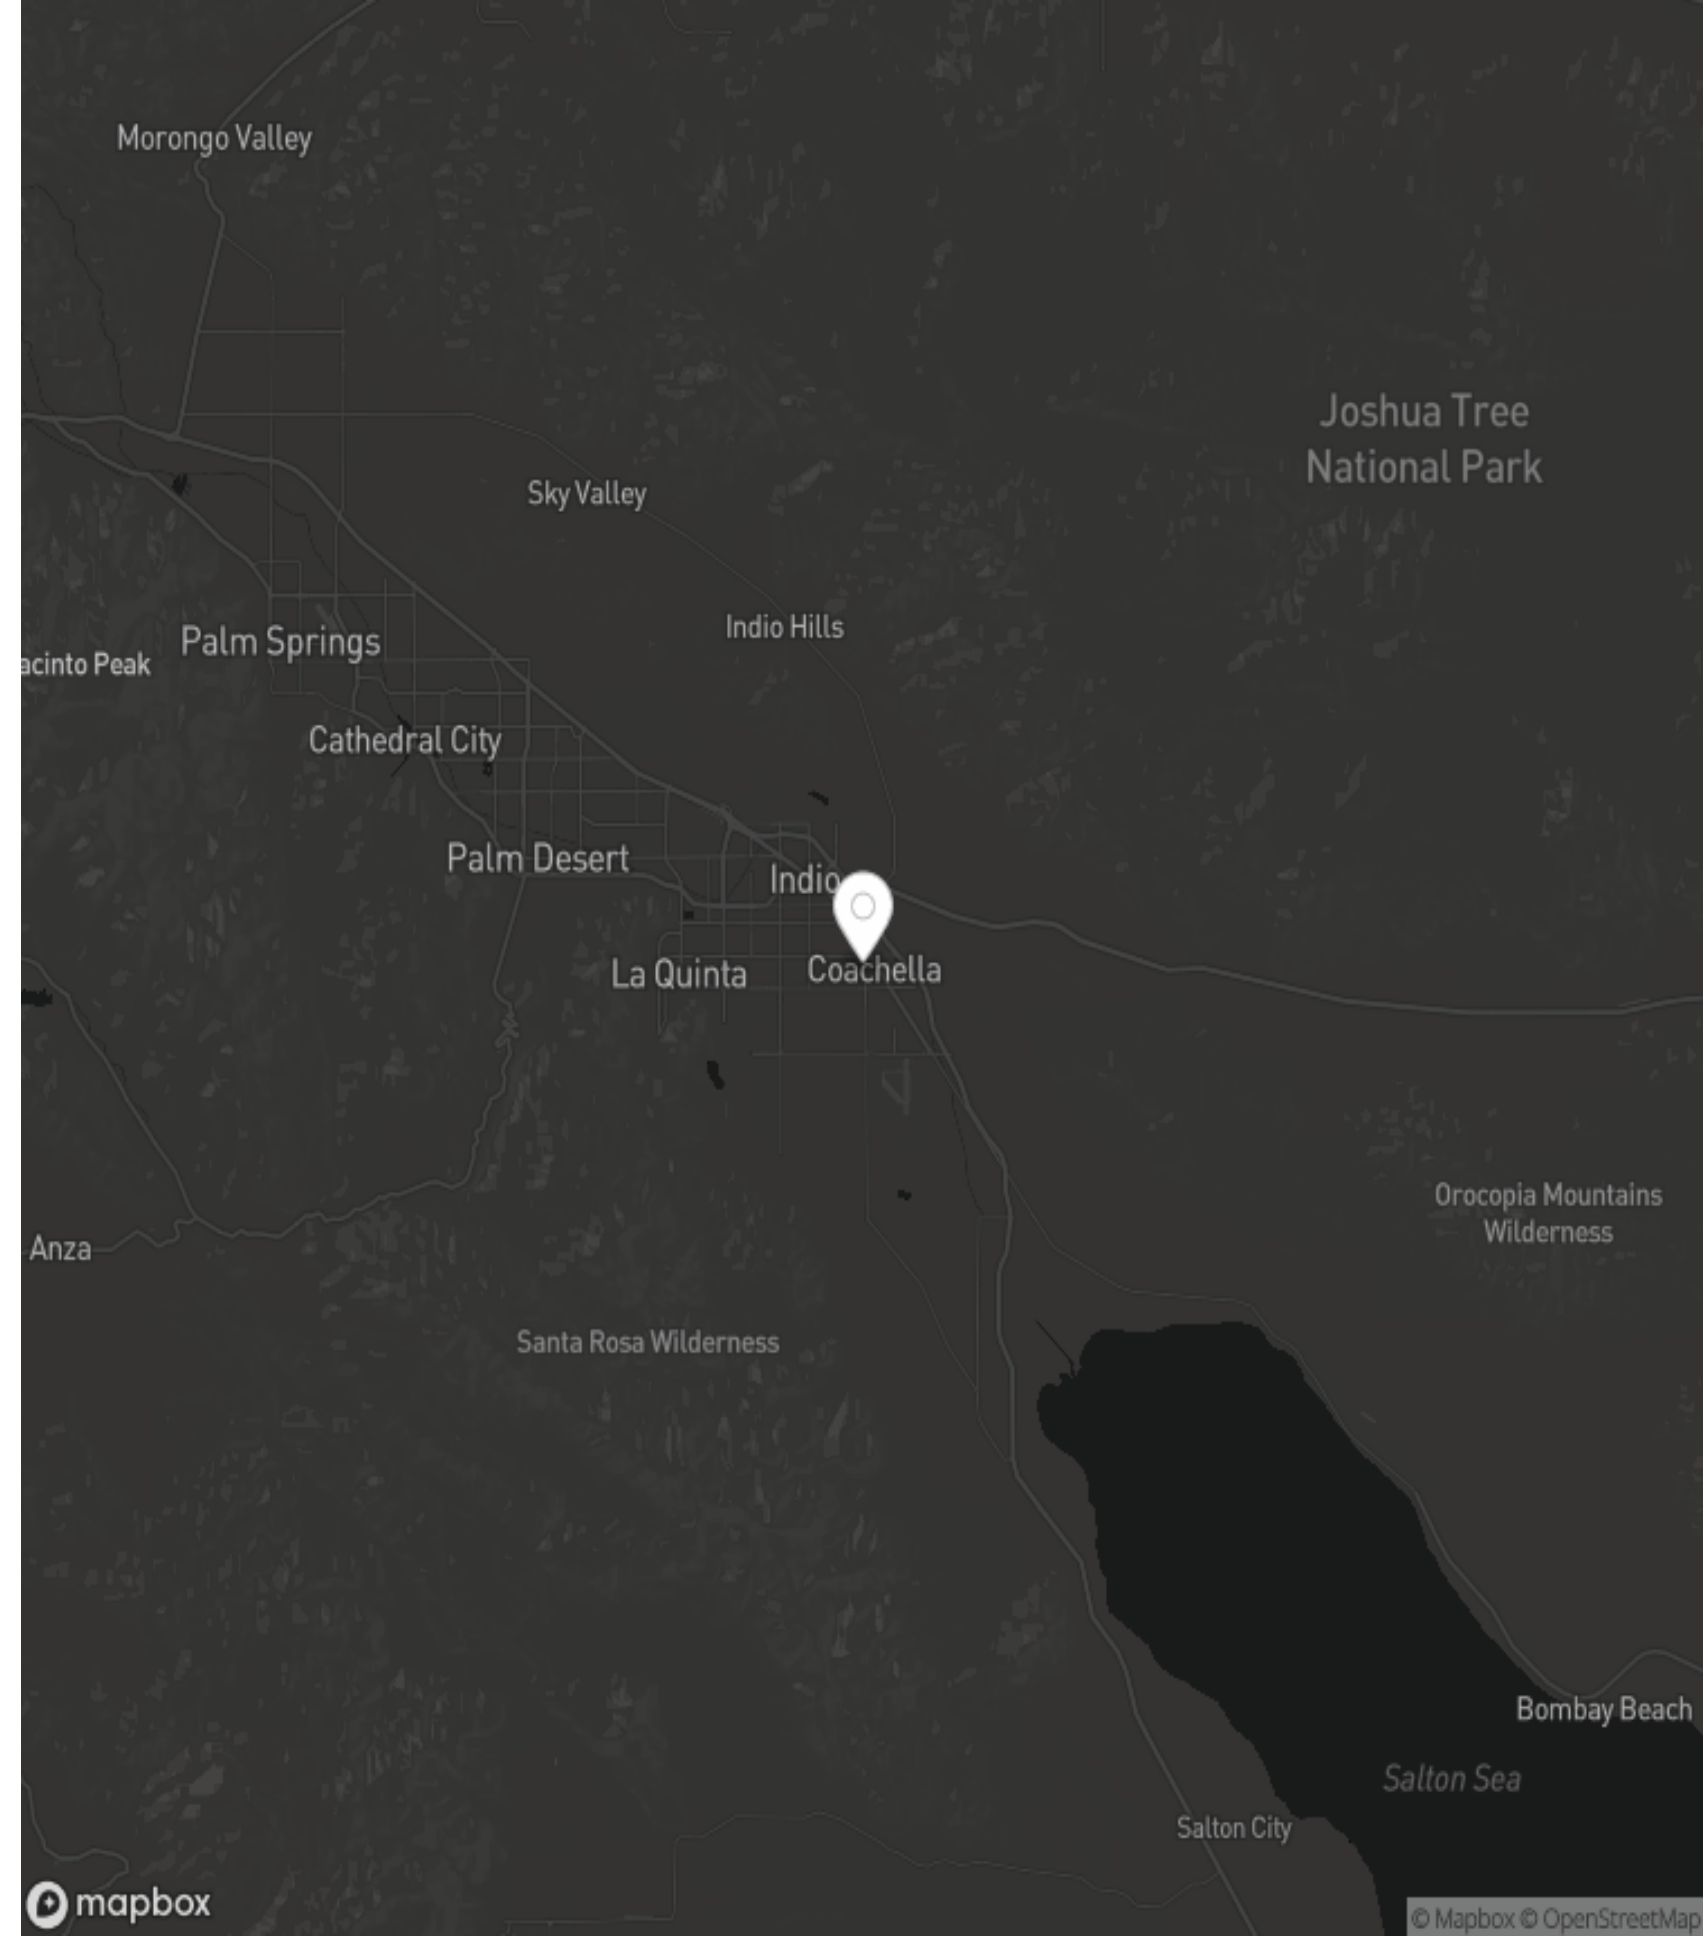 Morongo Valley
Joshua Tree
National Park
Sky Valley
Indio Hills
Palm Springs
acinto Peak
Cathedral City
Palm Desert
Indio
La Quinta
Coachella
Orocopia Mountains
Wilderness
Anza
Santa Rosa Wilderness
Bombay Beach
Salton Sea
Salton City
mapbox
© Mapbox © OpenStreetMap